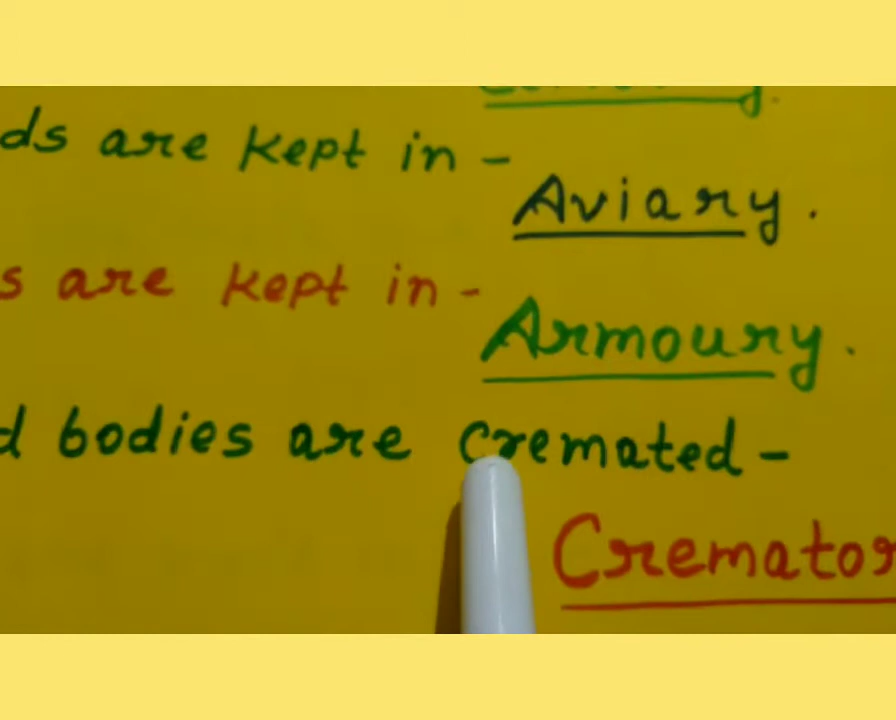 ds are kept in -
Aviary.
s are kept in -
Armoury.
d bodies are cremated -
Cremator